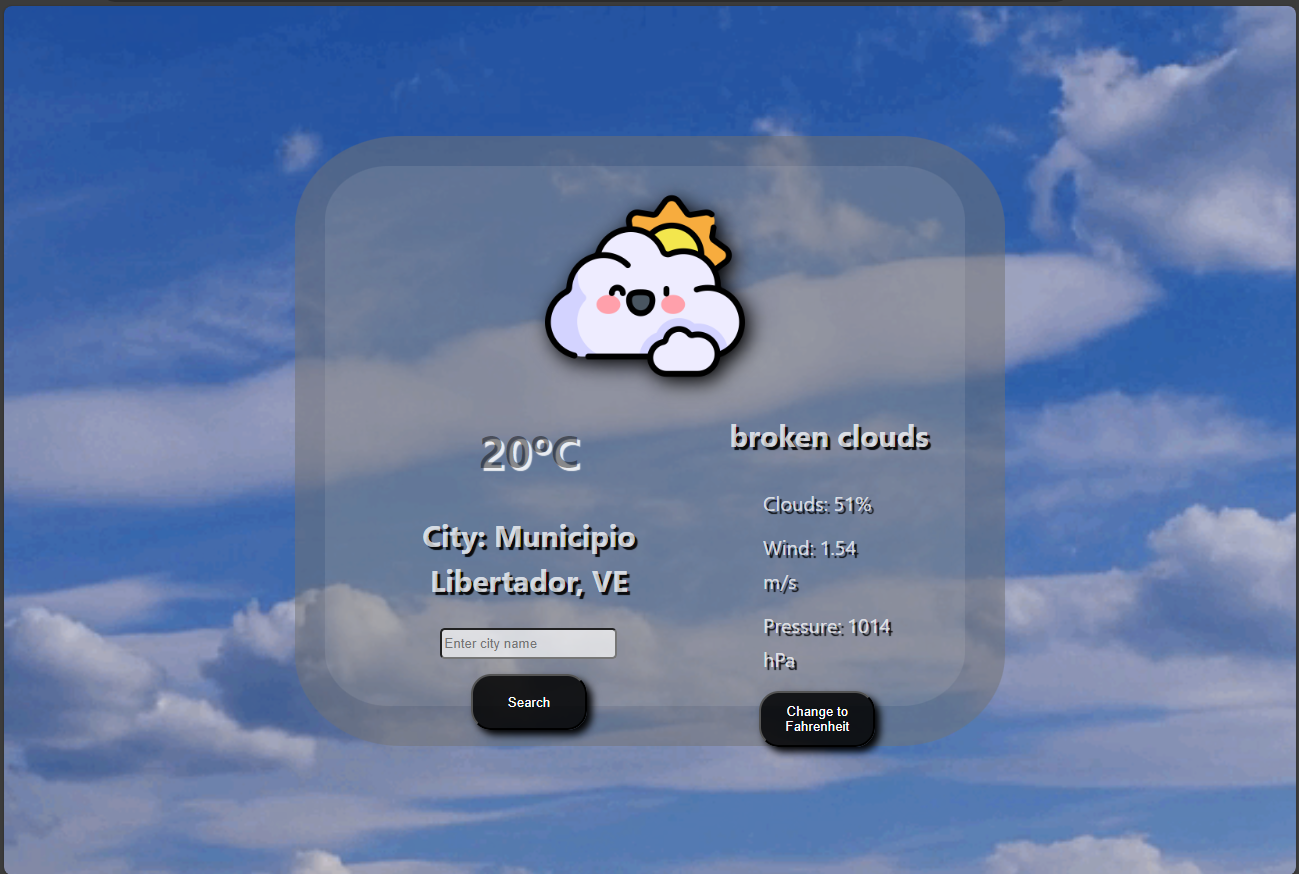 20°C
City: Municipio
Libertador, VE
Enter city name
Search
broken clouds
Clouds: 51%
Wind: 1.54
m/s
Pressure: 1014
hPa
Change to
Fahrenheit